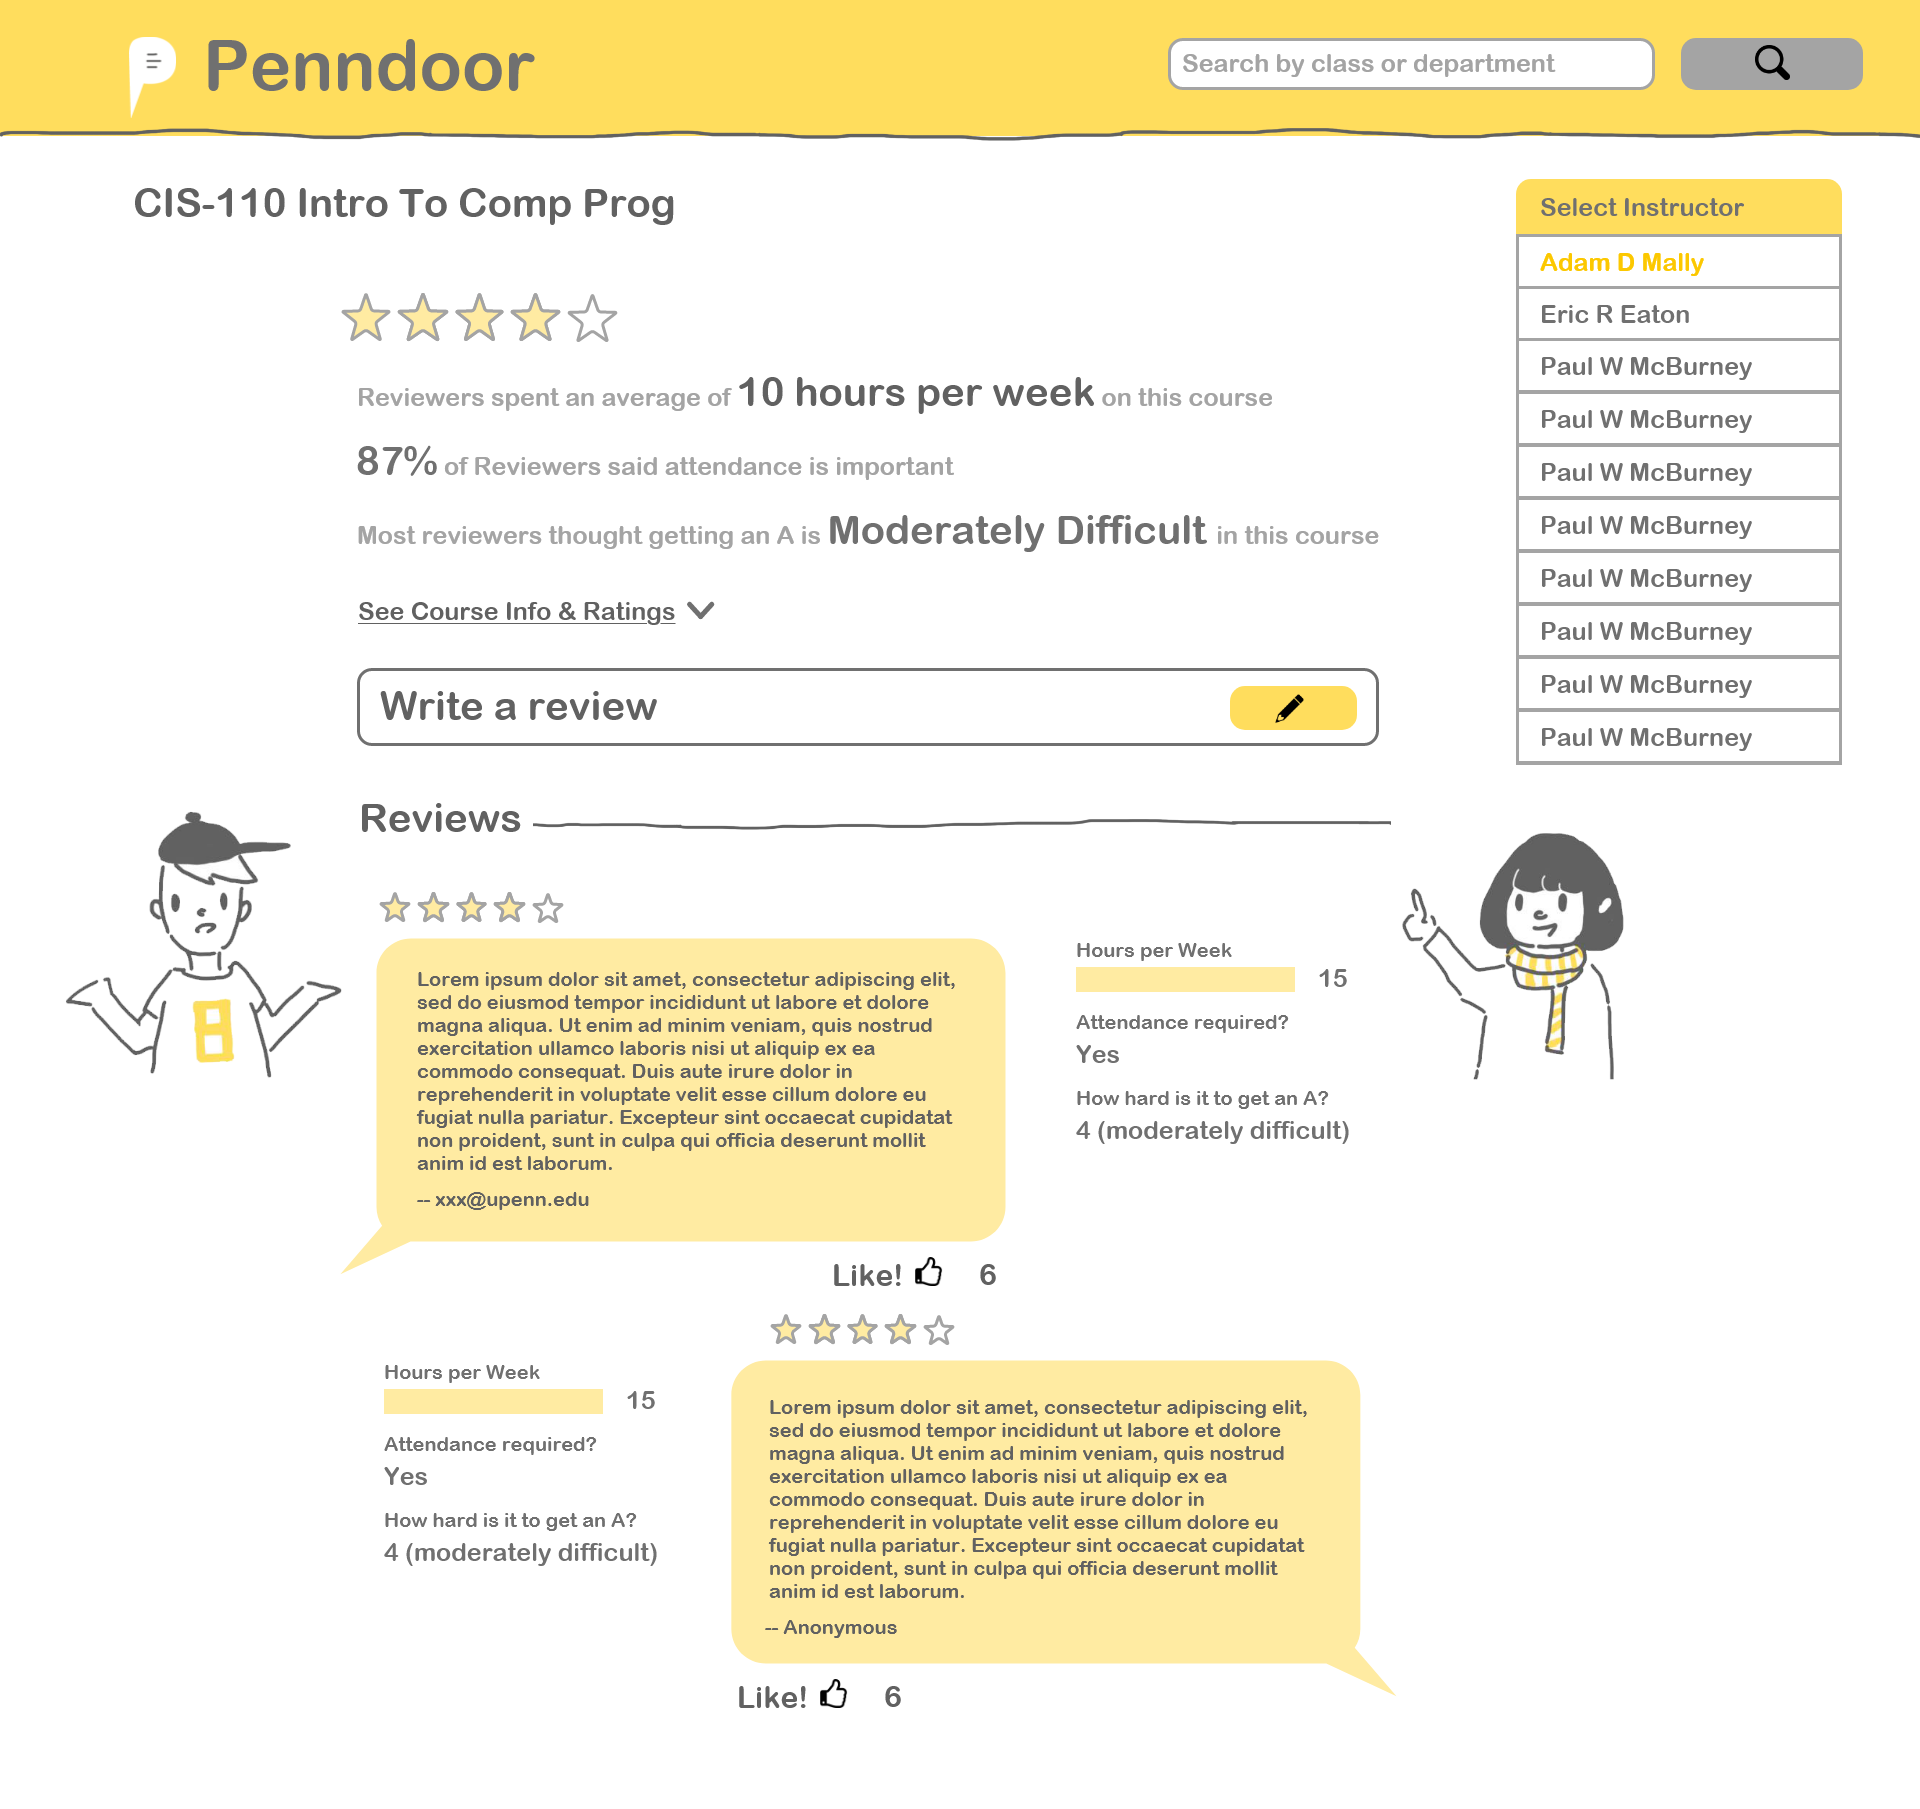 Penndoor
Search by class or department
CIS-110 Intro To Comp Prog
Reviewers spent an average of 10 hours per week on this course
87% of Reviewers said attendance is important
Most reviewers thought getting an A is Moderately Difficult in this course
See Course Info & Ratings
Write a review
Select Instructor
Adam D Mally
Eric R Eaton
Paul W McBurney
Paul W McBurney
Paul W McBurney
Paul W McBurney
Paul W McBurney
Paul W McBurney
Paul W McBurney
Paul W McBurney
Reviews
Lorem ipsum dolor sit amet, consectetur adipiscing elit,
sed do eiusmod tempor incididunt ut labore et dolore
magna aliqua. Ut enim ad minim veniam, quis nostrud
exercitation ullamco laboris nisi ut aliquip ex ea
commodo consequat. Duis aute irure dolor in
reprehenderit in voluptate velit esse cillum dolore eu
fugiat nulla pariatur. Excepteur sint occaecat cupidatat
non proident, sunt in culpa qui officia deserunt mollit
anim id est laborum.
-- xxx@upenn.edu
Hours per Week
15
Attendance required?
Yes
How hard is it to get an A?
4 (moderately difficult)
Like! 6
Hours per Week
15
Attendance required?
Yes
How hard is it to get an A?
4 (moderately difficult)
Lorem ipsum dolor sit amet, consectetur adipiscing elit,
sed do eiusmod tempor incididunt ut labore et dolore
magna aliqua. Ut enim ad minim veniam, quis nostrud
exercitation ullamco laboris nisi ut aliquip ex ea
commodo consequat. Duis aute irure dolor in
reprehenderit in voluptate velit esse cillum dolore eu
fugiat nulla pariatur. Excepteur sint occaecat cupidatat
non proident, sunt in culpa qui officia deserunt mollit
anim id est laborum.
-- Anonymous
Like! 6